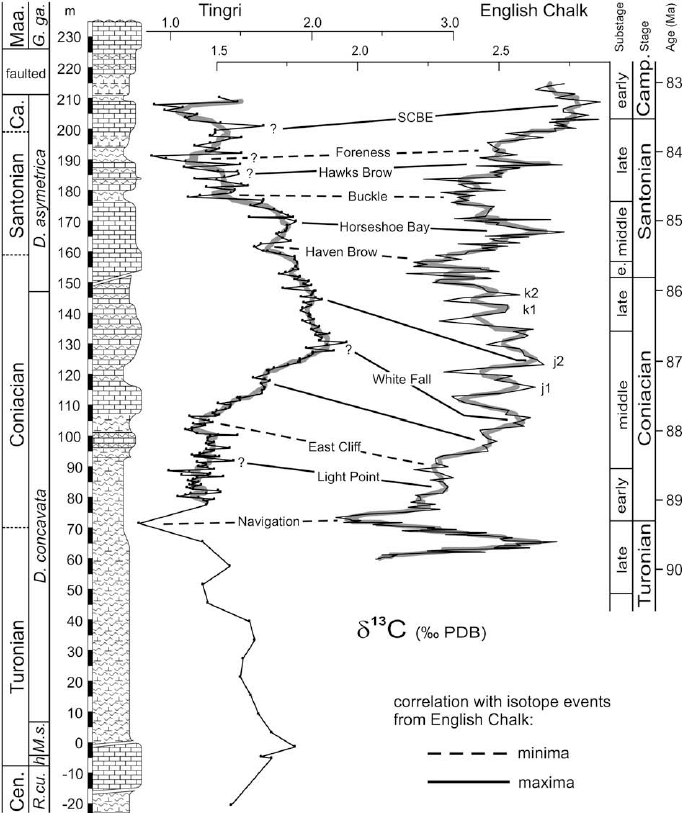 Tingri
English Chalk
Maa.
G. ga.
m
1.0
2.0
3.0
1.5
1.5
2.0
2.5
Substage
Stage
Age (Ma)
230
220
210
200
190
180
170
160
150
140
130
120
110
100
90
80
70
60
50
40
30
20
10
0
-10
-20
faulted
Ca.
Santonian
Coniacian
Turonian
Cen.
D. asymetrica
D. concavata
M.s.
h
R.cu.
SCBE
?
Foreness
?
Hawks Brow
?
Buckle
Horseshoe Bay
Haven Brow
k2
k1
?
White Fall
j2
j1
East Cliff
?
Light Point
Navigation
early
late
middle
e.
late
middle
early
late
Camp.
Santonian
Coniacian
Turonian
83
84
85
86
87
88
89
90
δ13C (‰ PDB)
correlation with isotope events
from English Chalk:
minima
maxima